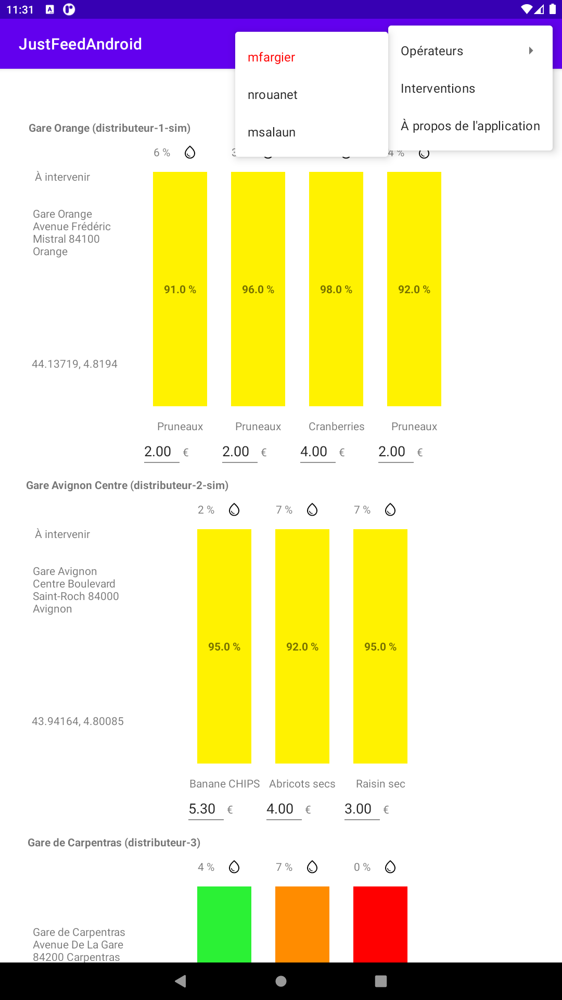 11:31
JustFeedAndroid
mfargier
nrouanet
msalaun
Opérateurs
Interventions
À propos de l'application
Gare Orange (distributeur-1-sim)
6 %
4 %
À intervenir
Gare Orange
Avenue Frédéric
Mistral 84100
Orange
91.0 % 96.0 % 98.0 % 92.0 %
44.13719, 4.8194
Pruneaux Pruneaux Cranberries Pruneaux
2.00 € 2.00 € 4.00 € 2.00 €
Gare Avignon Centre (distributeur-2-sim)
2 % 7 % 7 %
À intervenir
Gare Avignon
Centre Boulevard
Saint-Roch 84000
Avignon
95.0 % 92.0 % 95.0 %
43.94164, 4.80085
Banane CHIPS Abricots secs Raisin sec
5.30 € 4.00 € 3.00 €
Gare de Carpentras (distributeur-3)
4 % 7 % 0 %
Gare de Carpentras
Avenue De La Gare
84200 Carpentras